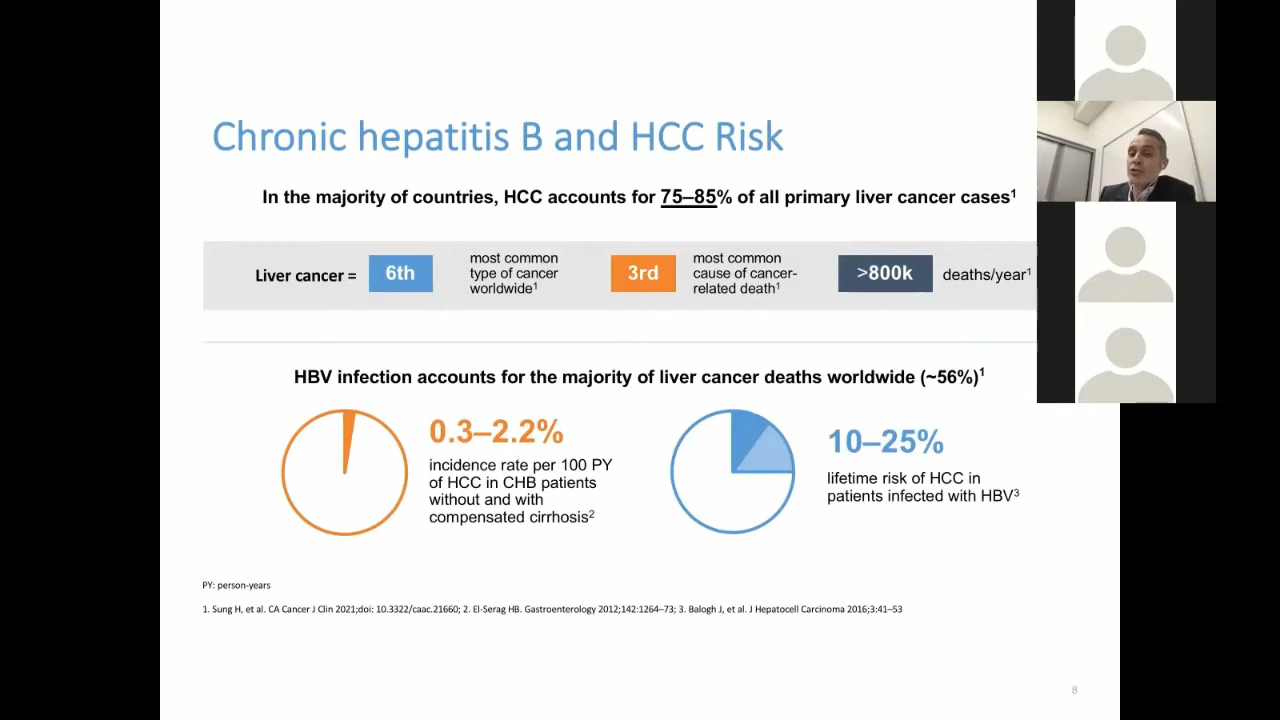 Chronic hepatitis B and HCC Risk
In the majority of countries, HCC accounts for 75–85% of all primary liver cancer cases¹
Liver cancer =
6th
most common
type of cancer
worldwide¹
3rd
most common
cause of cancer-
related death¹
>800k
deaths/year¹
HBV infection accounts for the majority of liver cancer deaths worldwide (~56%)¹
0.3–2.2%
incidence rate per 100 PY
of HCC in CHB patients
without and with
compensated cirrhosis²
10–25%
lifetime risk of HCC in
patients infected with HBV³
PY: person-years
1. Sung H, et al. CA Cancer J Clin 2021;doi: 10.3322/caac.21660; 2. El-Serag HB. Gastroenterology 2012;142:1264–73; 3. Balogh J, et al. J Hepatocell Carcinoma 2016;3:41–53
8